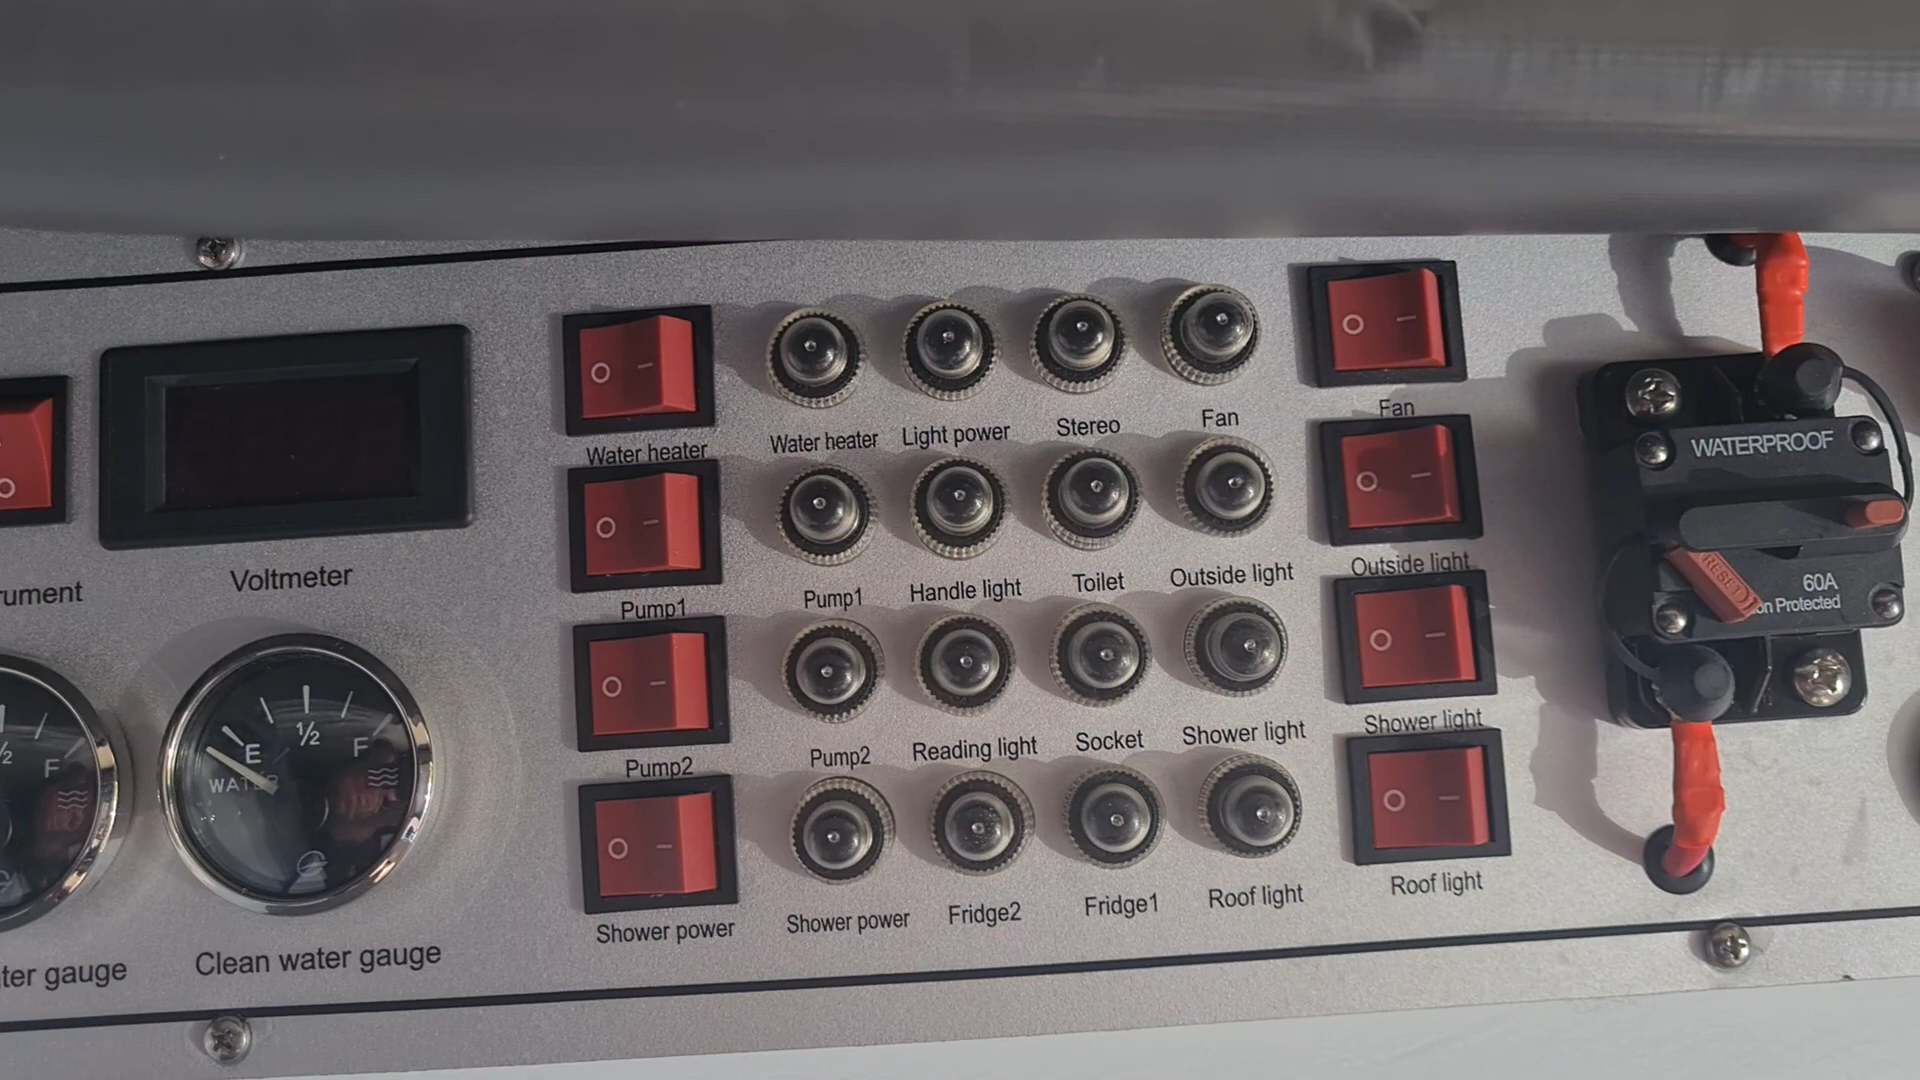 Water heater
Pump1
Pump2
Shower power
Water heater
Light power
Stereo
Fan
Pump1
Handle light
Toilet
Outside light
Pump2
Reading light
Socket
Shower light
Shower power
Fridge2
Fridge1
Roof light
Fan
Outside light
Shower light
Roof light
Voltmeter
E
1/2
F
WATER
Clean water gauge
rument
1/2
F
ter gauge
WATERPROOF
RESET
60A
on Protected